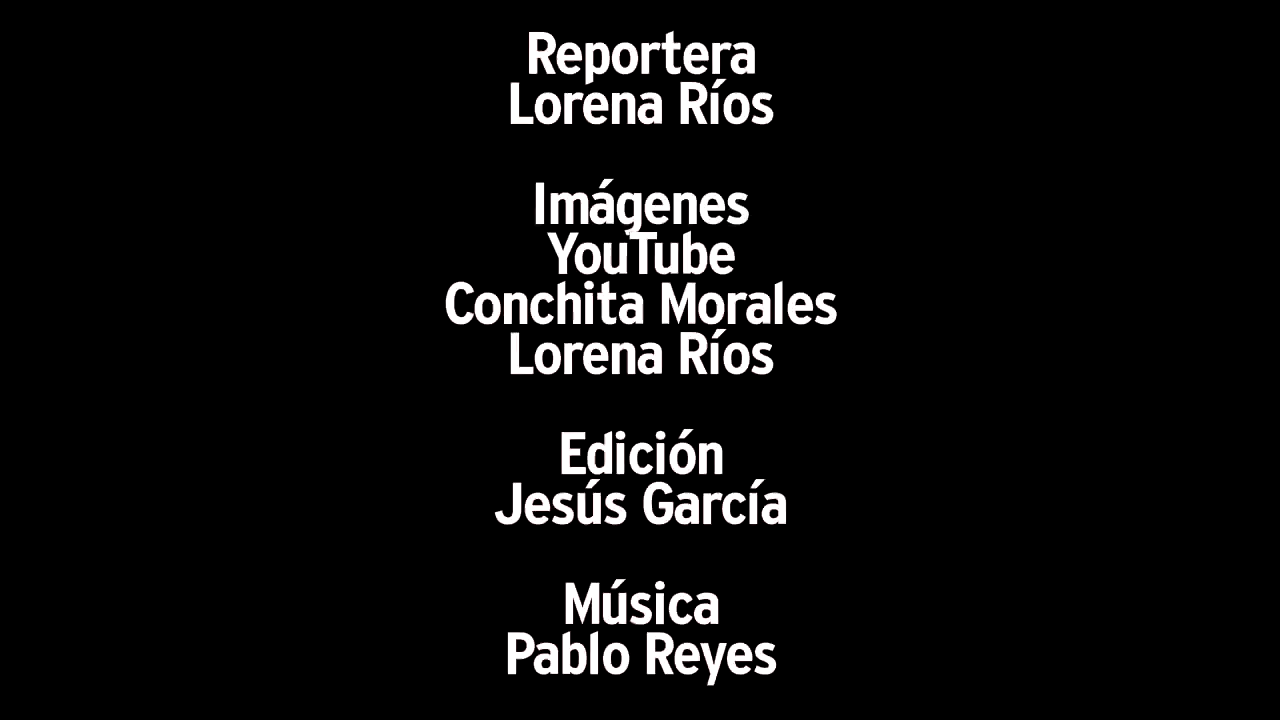 Reportera
Lorena Ríos
Imágenes
YouTube
Conchita Morales
Lorena Ríos
Edición
Jesús García
Música
Pablo Reyes